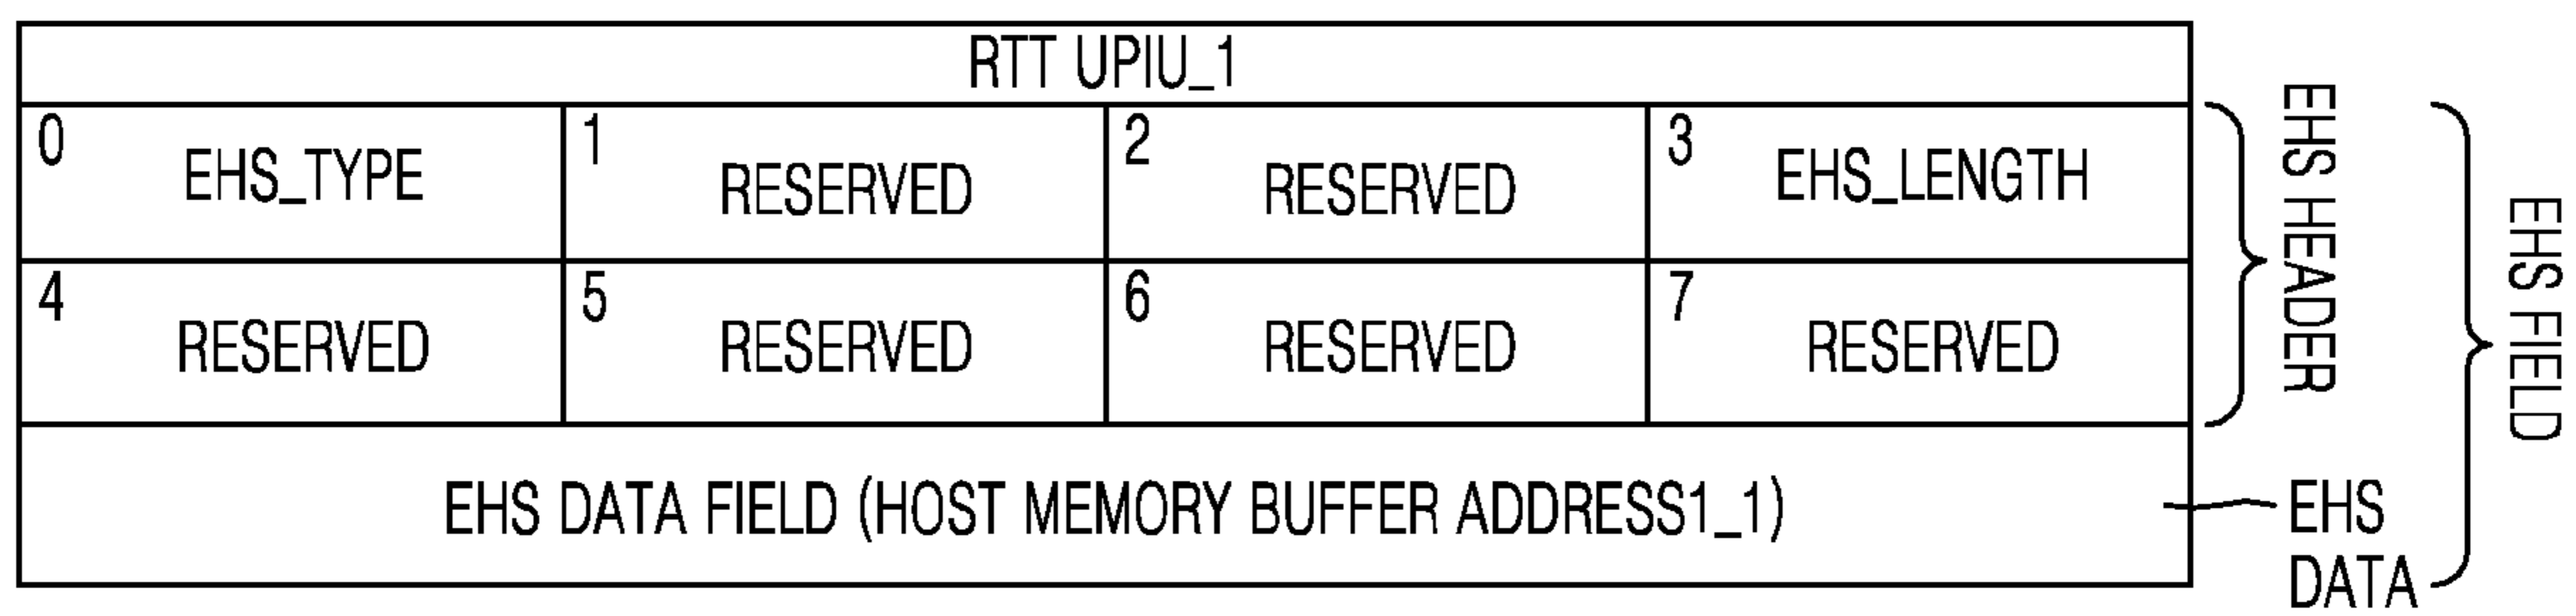 RTT UPIU_1
0 EHS_TYPE 1 RESERVED 2 RESERVED 3 EHS_LENGTH
4 RESERVED 5 RESERVED 6 RESERVED 7 RESERVED
EHS DATA FIELD (HOST MEMORY BUFFER ADDRESS1_1)
EHS HEADER
EHS DATA
EHS FIELD